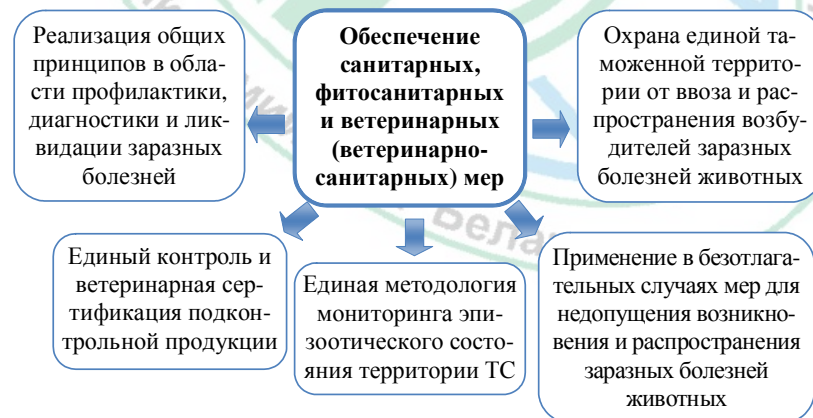 Реализация общих
принципов в обла-
сти профилактики,
диагностики и лик-
видации заразных
болезней
Обеспечение
санитарных,
фитосанитарных
и ветеринарных
(ветеринарно-
санитарных) мер
Охрана единой та-
моженной террито-
рии от ввоза и рас-
пространения возбу-
дителей заразных
болезней животных
Единый контроль и
ветеринарная сер-
тификация подкон-
трольной продукции
Единая методология
мониторинга эпи-
зоотического состо-
яния территории ТС
Применение в безотлага-
тельных случаях мер для
недопущения возникно-
вения и распространения
заразных болезней
животных